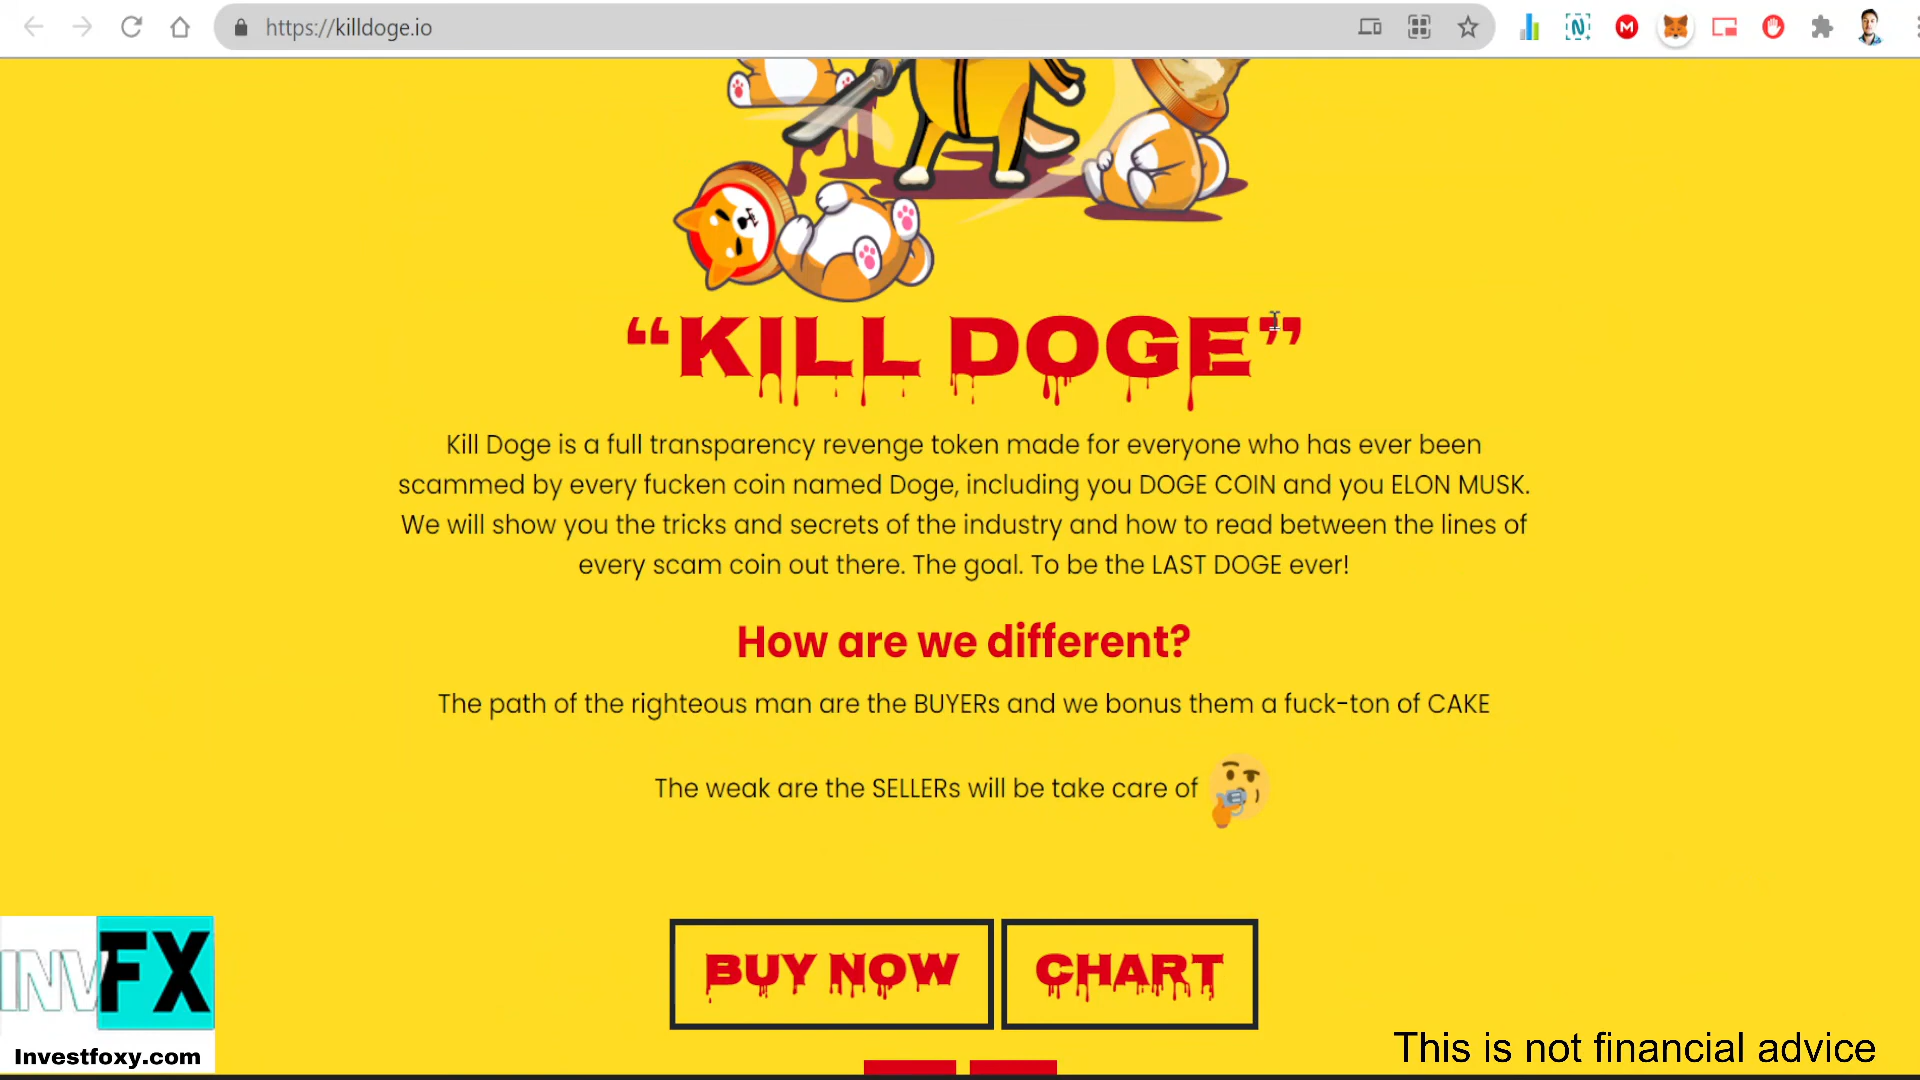 https://killdoge.io
“KILL DOGE”
Kill Doge is a full transparency revenge token made for everyone who has ever been
scammed by every fucken coin named Doge, including you DOGE COIN and you ELON MUSK.
We will show you the tricks and secrets of the industry and how to read between the lines of
every scam coin out there. The goal. To be the LAST DOGE ever!
How are we different?
The path of the righteous man are the BUYERs and we bonus them a fuck-ton of CAKE
The weak are the SELLERs will be take care of
BUY NOW
CHART
INVFX
Investfoxy.com
This is not financial advice